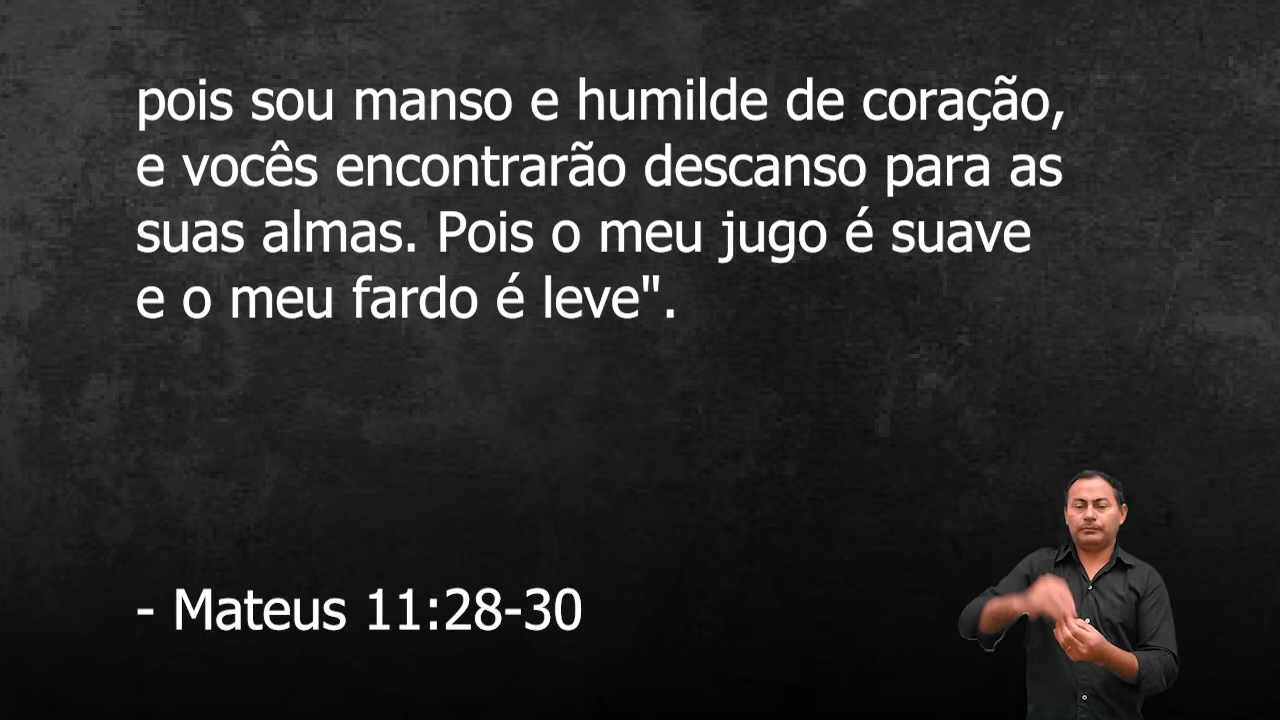 pois sou manso e humilde de coração,
e vocês encontrarão descanso para as
suas almas. Pois o meu jugo é suave
e o meu fardo é leve".
- Mateus 11:28-30